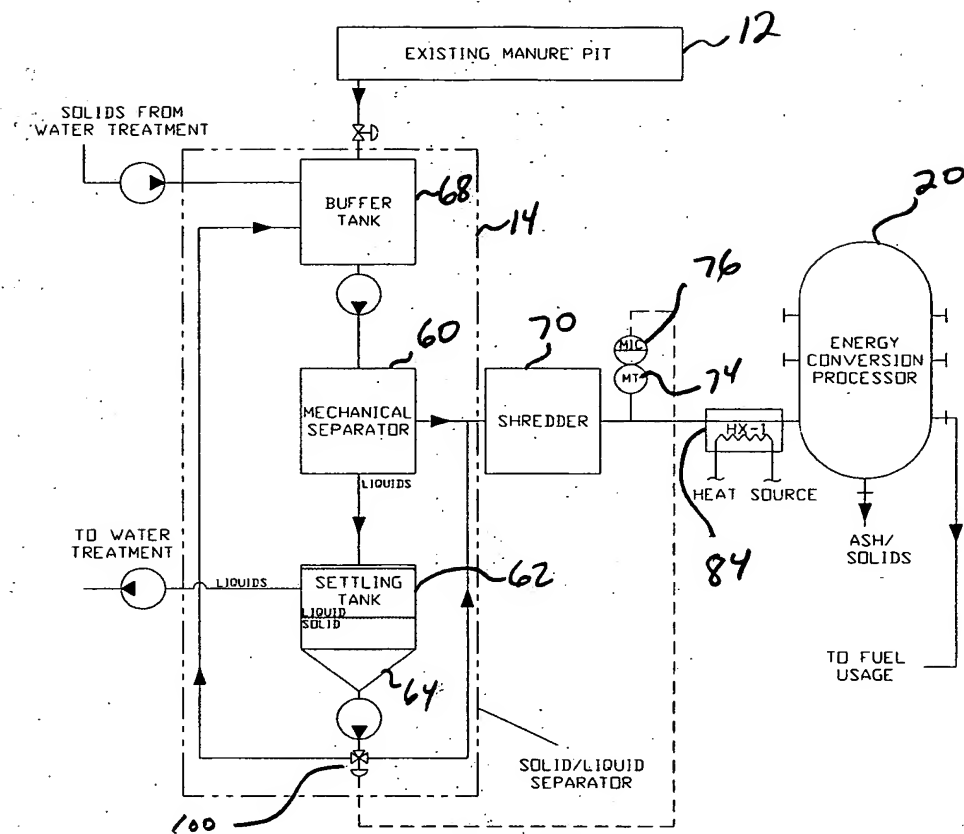 EXISTING MANURE PIT
12
SOLIDS FROM
WATER TREATMENT
BUFFER
TANK
68
14
20
76
MIC
MT
74
60
70
MECHANICAL
SEPARATOR
SHREDDER
ENERGY
CONVERSION
PROCESSOR
HX-1
HEAT SOURCE
84
LIQUIDS
ASH/
SOLIDS
TO WATER
TREATMENT
LIQUIDS
SETTLING
TANK
62
LIQUID
SOLID
64
TO FUEL
USAGE
SOLID/LIQUID
SEPARATOR
100